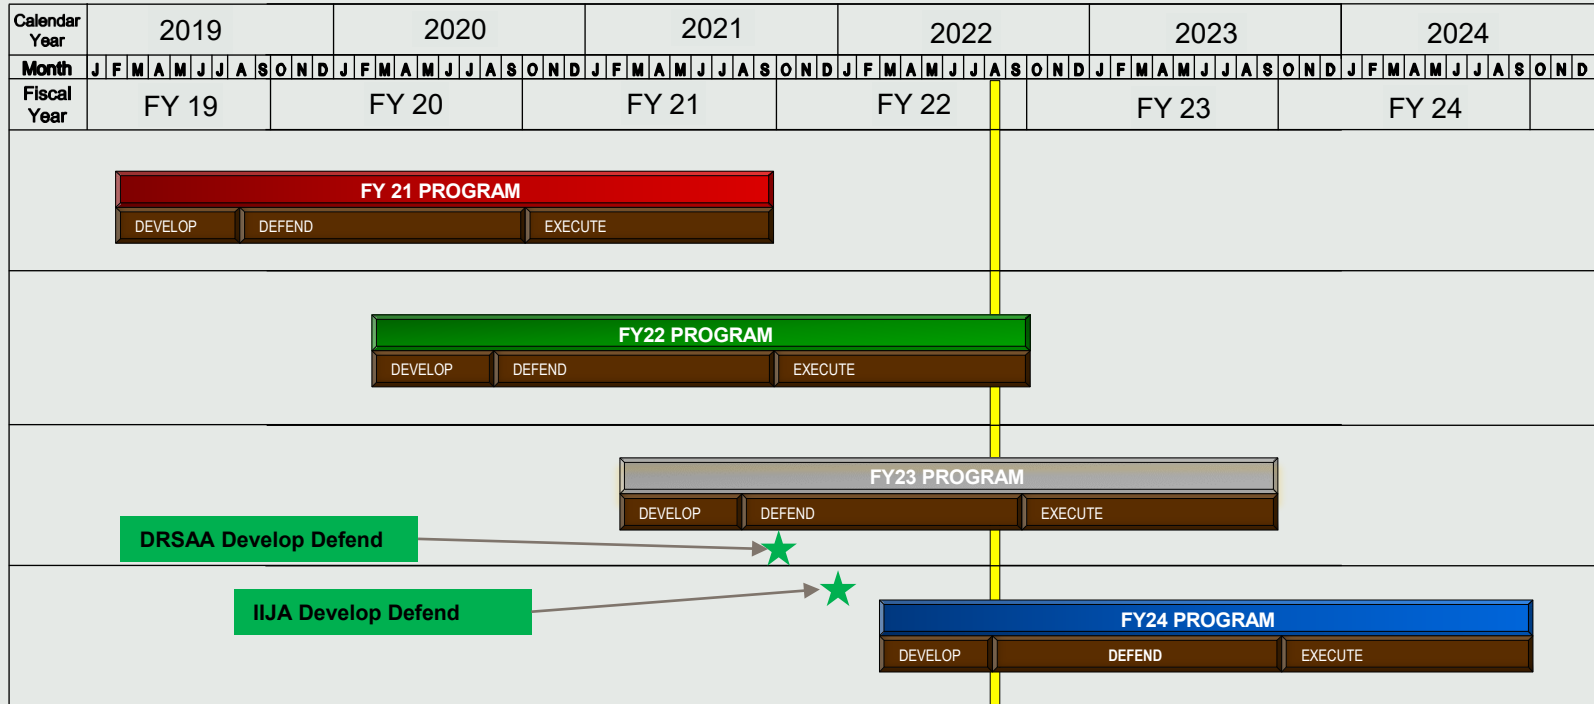 Calendar Year 2019 2020 2021 2022 2023 2024
Month J F M A M J J A S O N D J F M A M J J A S O N D J F M A M J J A S O N D J F M A M J J A S O N D J F M A M J J A S O N D J F M A M J J A S O N D
Fiscal Year FY 19 FY 20 FY 21 FY 22 FY 23 FY 24
FY 21 PROGRAM
DEVELOP DEFEND EXECUTE
FY22 PROGRAM
DEVELOP DEFEND EXECUTE
FY23 PROGRAM
DEVELOP DEFEND EXECUTE
DRSAA Develop Defend
IIJA Develop Defend
FY24 PROGRAM
DEVELOP DEFEND EXECUTE